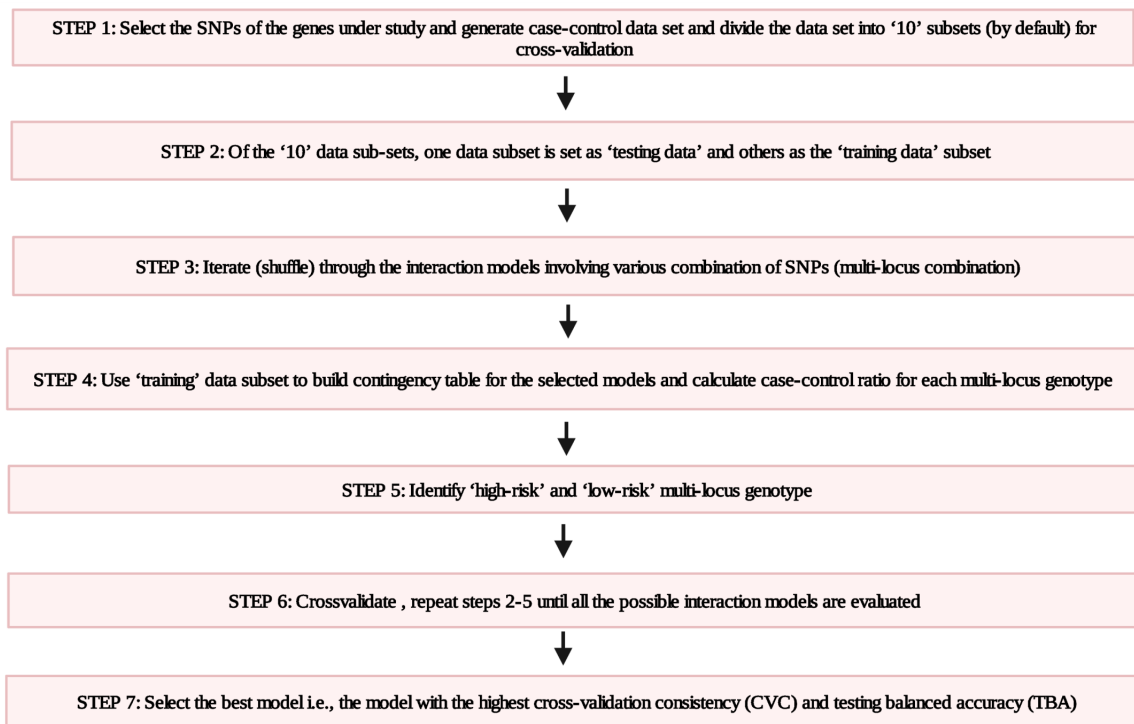 STEP 1: Select the SNPs of the genes under study and generate case-control data set and divide the data set into ‘10’ subsets (by default) for
cross-validation
STEP 2: Of the ‘10’ data sub-sets, one data subset is set as ‘testing data’ and others as the ‘training data’ subset
STEP 3: Iterate (shuffle) through the interaction models involving various combination of SNPs (multi-locus combination)
STEP 4: Use ‘training’ data subset to build contingency table for the selected models and calculate case-control ratio for each multi-locus genotype
STEP 5: Identify ‘high-risk’ and ‘low-risk’ multi-locus genotype
STEP 6: Crossvalidate , repeat steps 2-5 until all the possible interaction models are evaluated
STEP 7: Select the best model i.e., the model with the highest cross-validation consistency (CVC) and testing balanced accuracy (TBA)